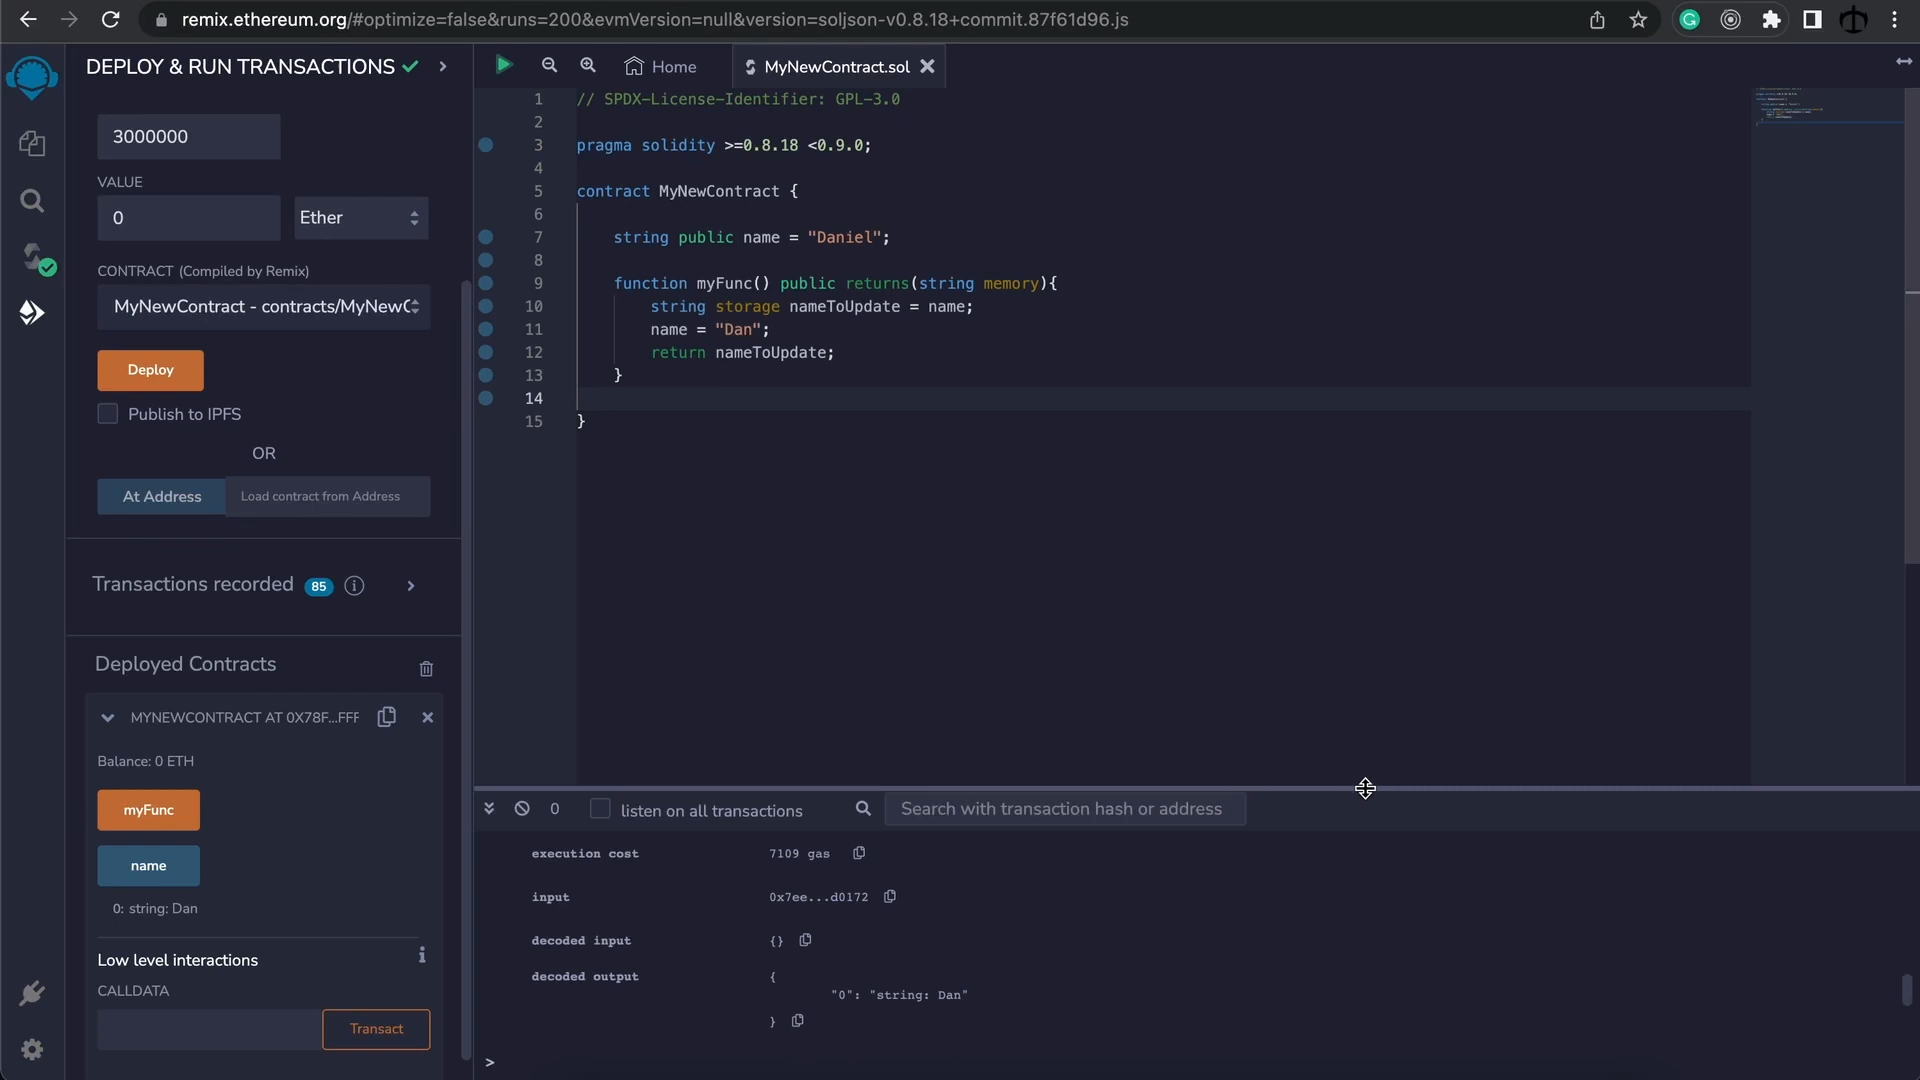 remix.ethereum.org/#optimize=false&runs=200&evmVersion=null&version=soljson-v0.8.18+commit.87f61d96.js
DEPLOY & RUN TRANSACTIONS
3000000
VALUE
0
Ether
CONTRACT (Compiled by Remix)
MyNewContract - contracts/MyNewC
Deploy
Publish to IPFS
OR
At Address
Load contract from Address
Transactions recorded 85
Deployed Contracts
MYNEWCONTRACT AT 0X78F...FFF
Balance: 0 ETH
myFunc
name
0: string: Dan
Low level interactions
CALLDATA
Transact
Home
MyNewContract.sol
1 // SPDX-License-Identifier: GPL-3.0
2
3 pragma solidity >=0.8.18 <0.9.0;
4
5 contract MyNewContract {
6
7 string public name = "Daniel";
8
9 function myFunc() public returns(string memory){
10 string storage nameToUpdate = name;
11 name = "Dan";
12 return nameToUpdate;
13 }
14
15 }
0
listen on all transactions
Search with transaction hash or address
execution cost 7109 gas
input 0x7ee...d0172
decoded input {}
decoded output {
"0": "string: Dan"
}
>